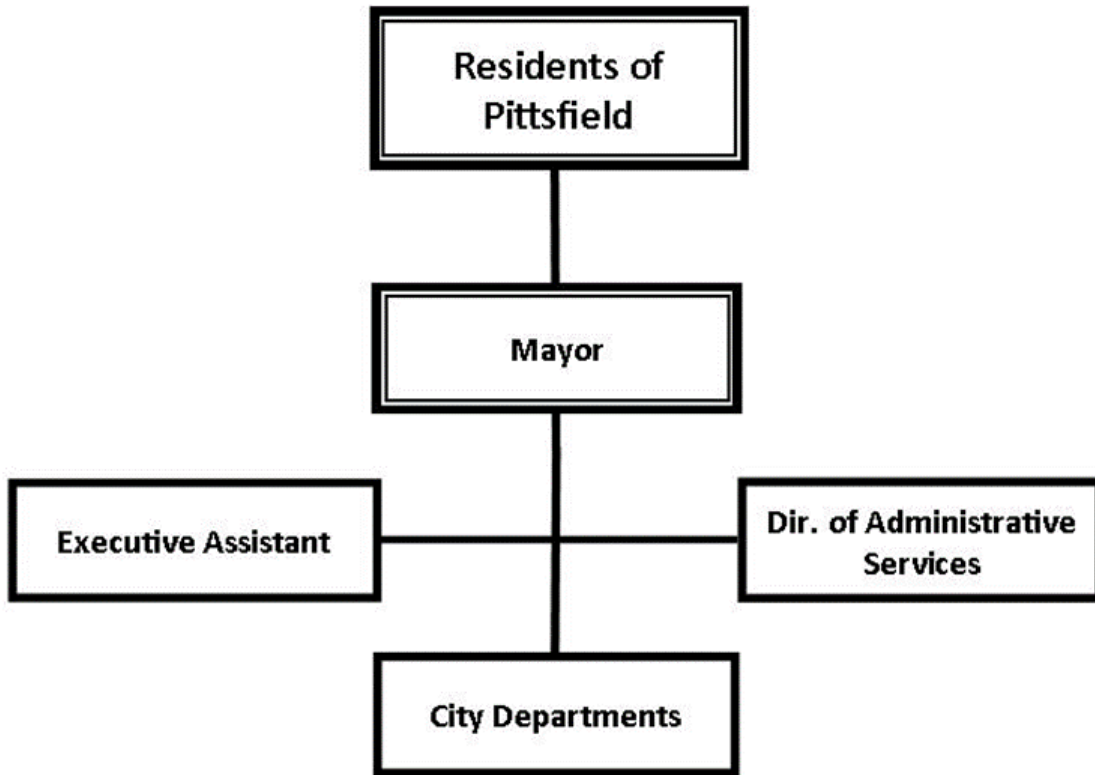 Residents of
Pittsfield
Mayor
Executive Assistant
Dir. of Administrative
Services
City Departments